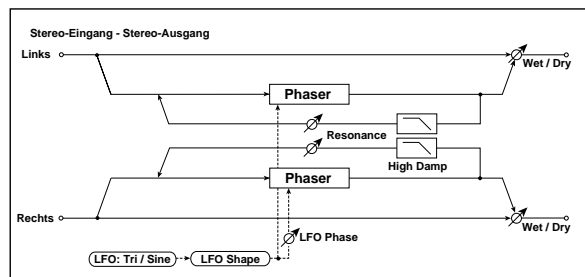 Stereo-Eingang - Stereo-Ausgang
Links
Wet / Dry
Phaser
Resonance
High Damp
Phaser
Rechts
Wet / Dry
LFO Phase
LFO: Tri / Sine
LFO Shape